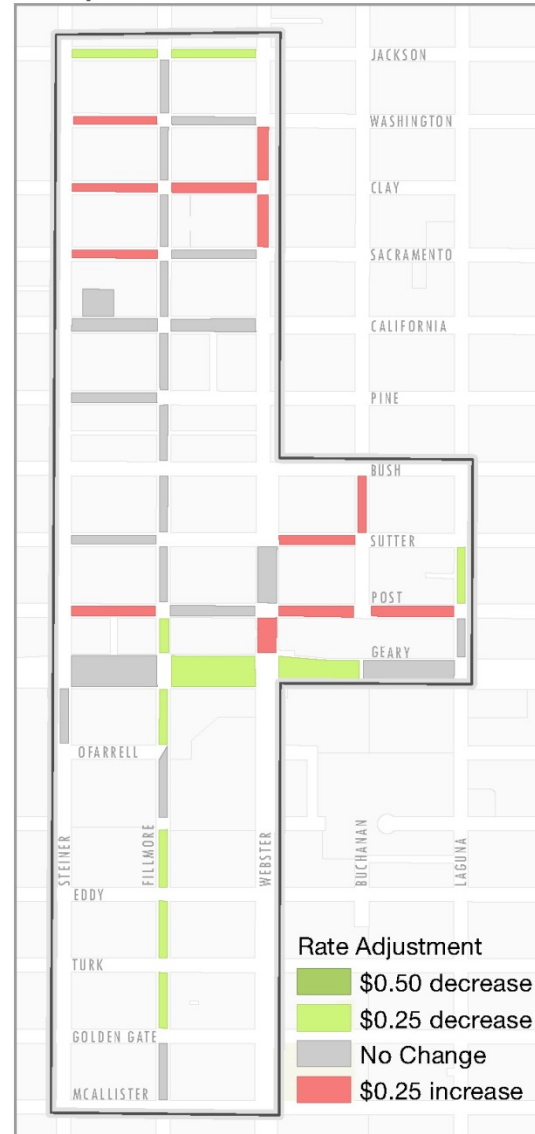 JACKSON
WASHINGTON
CLAY
SACRAMENTO
CALIFORNIA
PINE
BUSH
SUTTER
POST
GEARY
OFARRELL
STEINER
FILLMORE
WEBSTER
BUCHANAN
LAGUNA
EDDY
TURK
GOLDEN GATE
MCALLISTER
Rate Adjustment
$0.50 decrease
$0.25 decrease
No Change
$0.25 increase